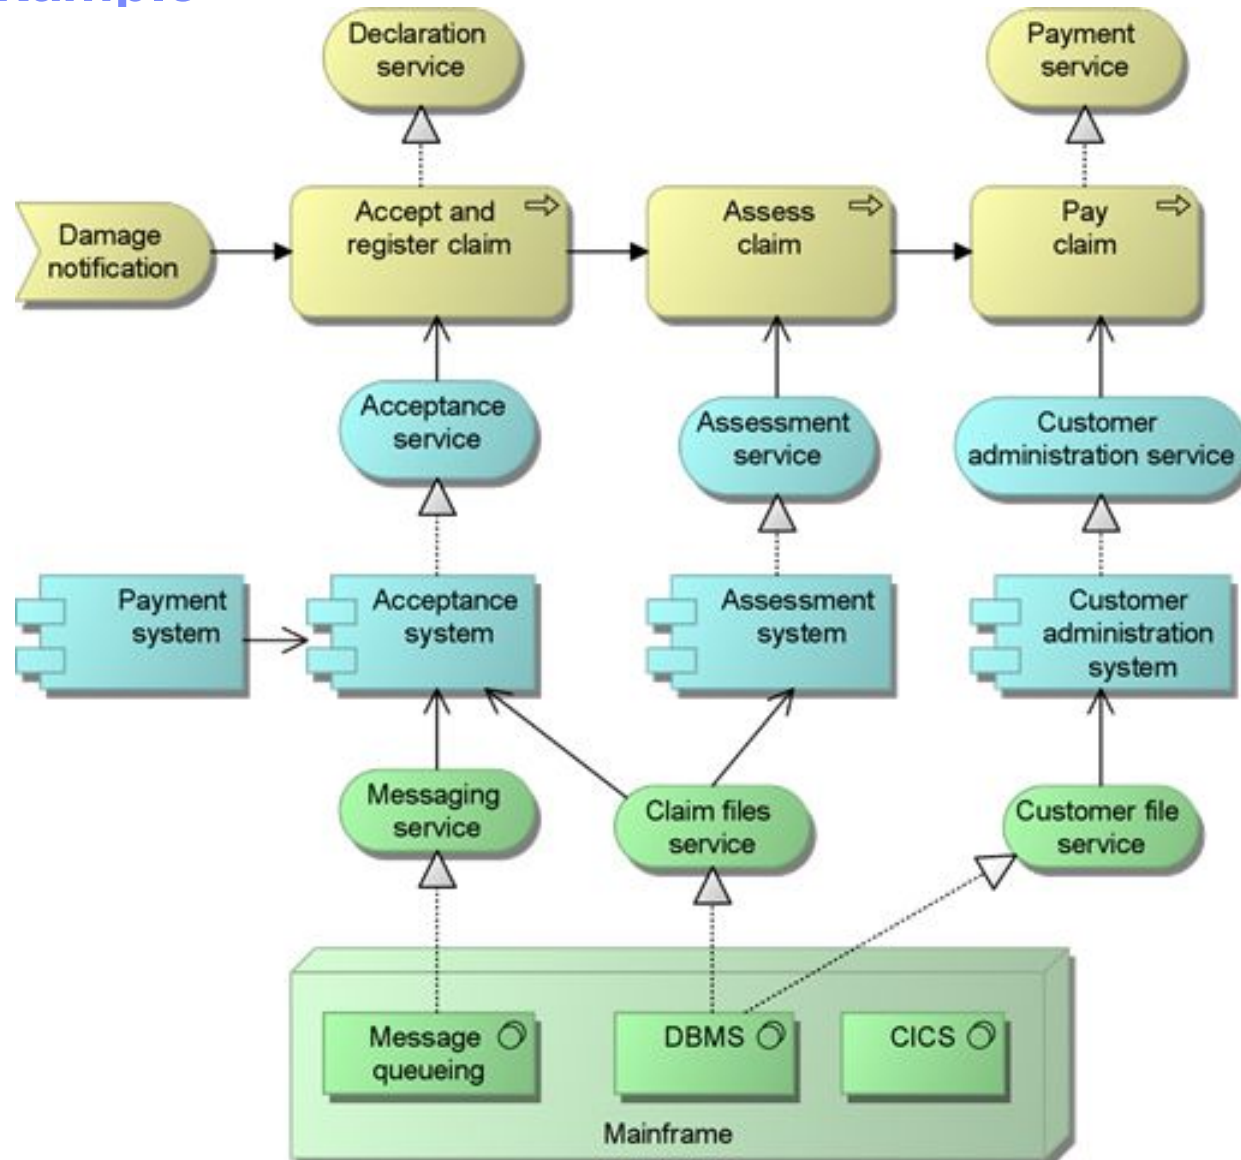 Declaration
service
Payment
service
Damage
notification
Accept and
register claim
Assess
claim
Pay
claim
Acceptance
service
Assessment
service
Customer
administration service
Payment
system
Acceptance
system
Assessment
system
Customer
administration
system
Messaging
service
Claim files
service
Customer file
service
Message
queueing
DBMS
CICS
Mainframe